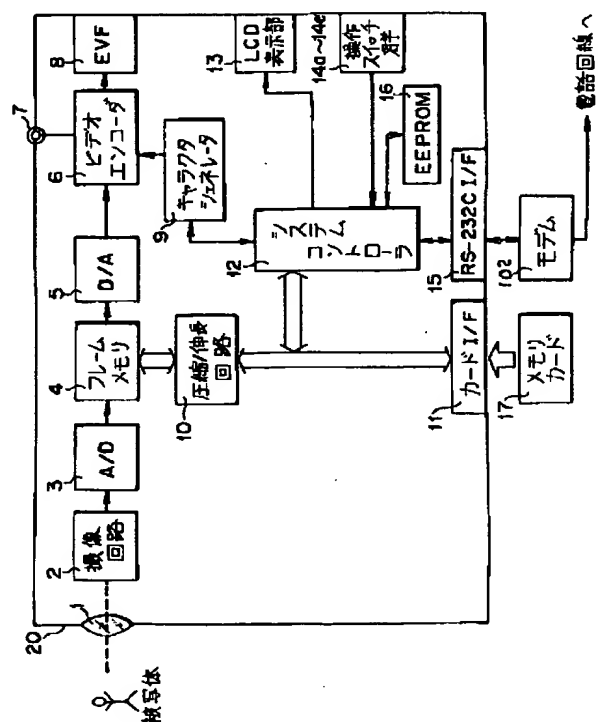 被写体
20
1
2
撮像
回路
3
A/D
4
フレーム
メモリ
5
D/A
6
ビデオ
エンコーダ
7
8
EVF
9
キャラクタ
ジェネレータ
10
圧縮/伸長
回路
12
システム
コントローラ
13
LCD
表示部
14a~14e
操作
スイッチ
群
16
EEPROM
11
カード I/F
15
RS-232C I/F
17
メモリ
カード
102
モデム
電話回線へ